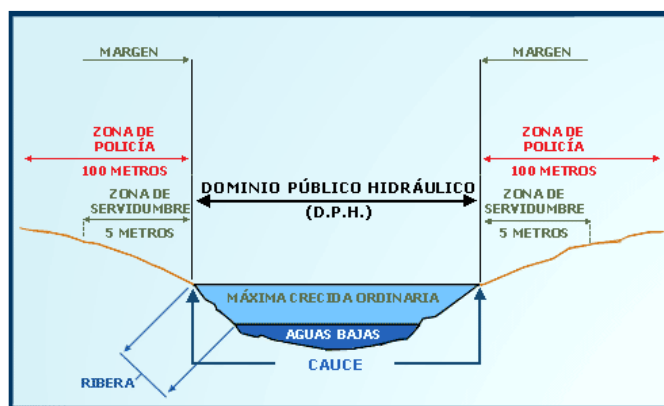 MARGEN
MARGEN
ZONA DE
POLICÍA
100 METROS
ZONA DE
POLICÍA
100 METROS
DOMINIO PÚBLICO HIDRÁULICO
(D.P.H.)
ZONA DE
SERVIDUMBRE
5 METROS
ZONA DE
SERVIDUMBRE
5 METROS
MÁXIMA CRECIDA ORDINARIA
AGUAS BAJAS
CAUCE
RIBERA